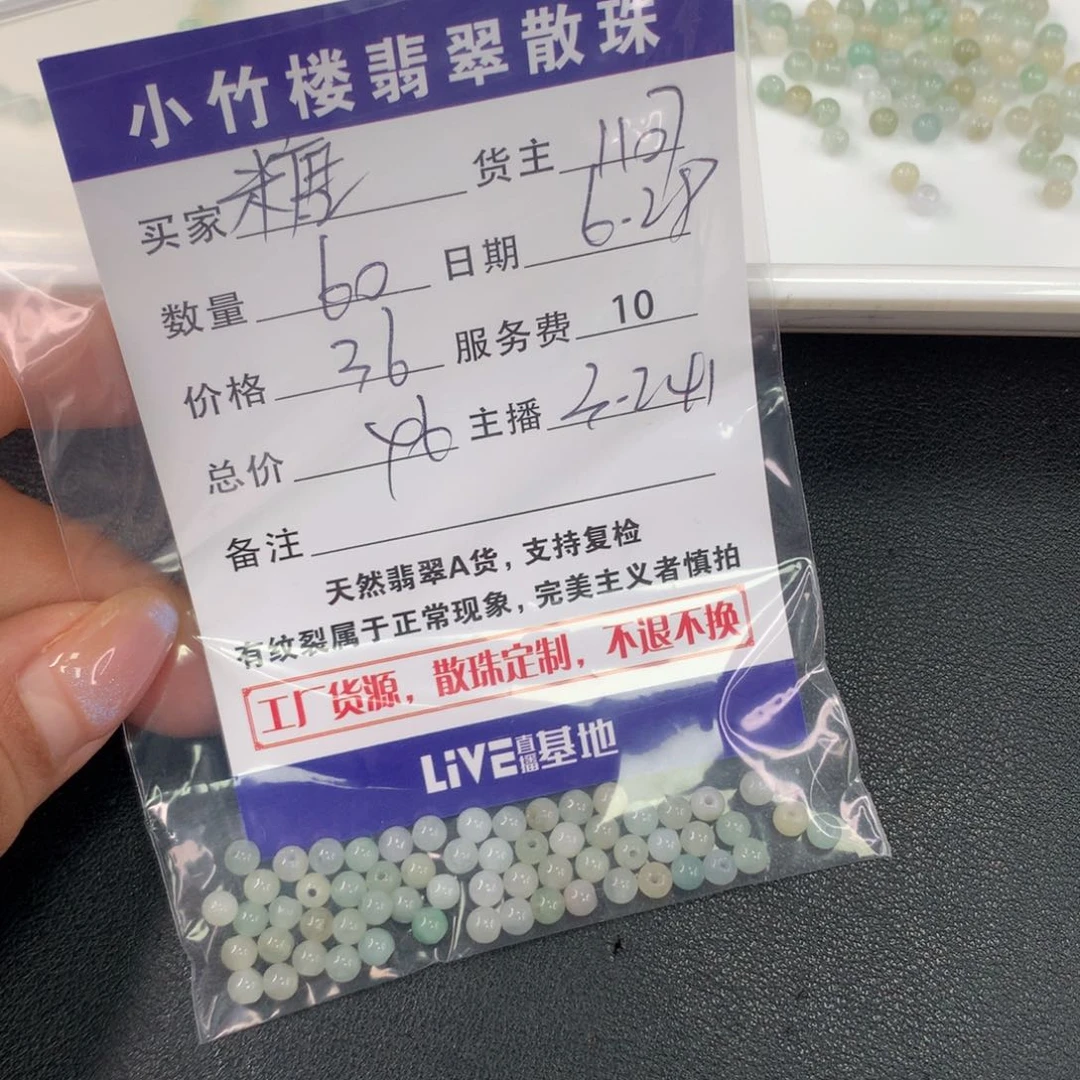 小竹楼翡翠散珠
买家 糖 货主 1107
数量 60 日期 6-28
价格 36 服务费 10
总价 46 主播 2-241
备注
天然翡翠A货，支持复检
有纹裂属于正常现象，完美主义者慎拍
工厂货源，散珠定制，不退不换
LiVE直播基地